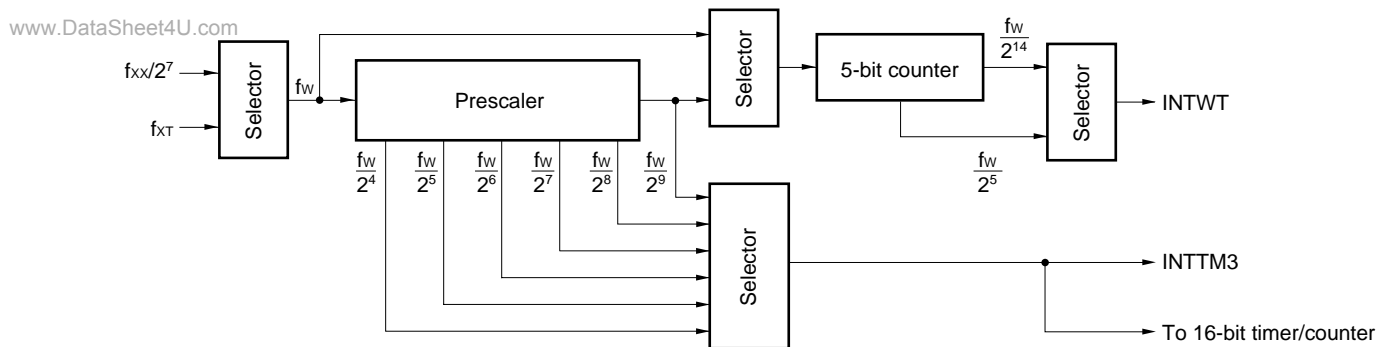 www.DataSheet4U.com
fXX/2^7
fXT
Selector
fW
Prescaler
Selector
5-bit counter
fW/2^14
fW/2^5
Selector
INTWT
fW/2^4
fW/2^5
fW/2^6
fW/2^7
fW/2^8
fW/2^9
Selector
INTTM3
To 16-bit timer/counter